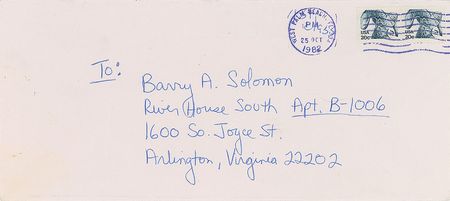 WEST PALM BEACH,
PM
25 OCT
1982
USA
20c
USA
20c
To:
Barry A. Solomon
River House South Apt. B-1006
1600 So. Joyce St.
Arlington, Virginia 22202